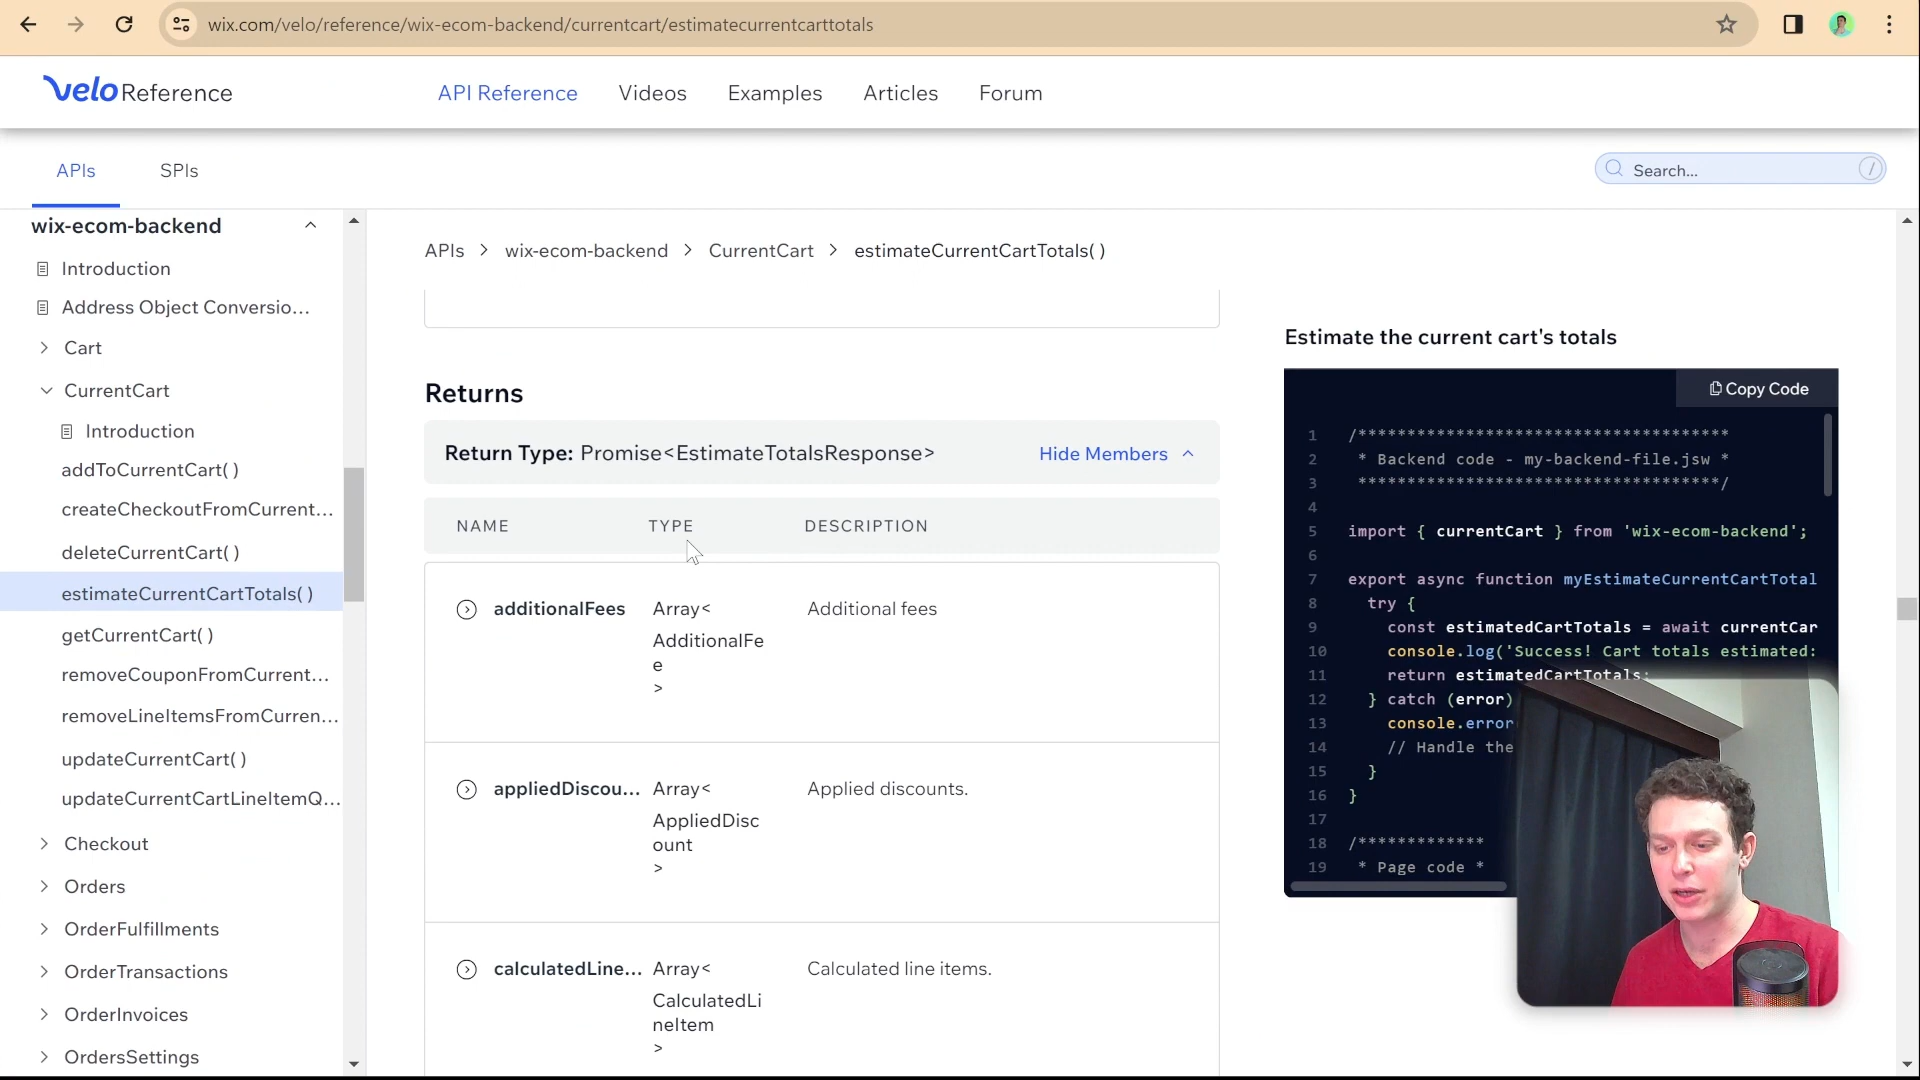 wix.com/velo/reference/wix-ecom-backend/currentcart/estimatecurrentcarttotals
velo Reference
API Reference
Videos
Examples
Articles
Forum
APIs
SPIs
Search...
/
wix-ecom-backend
Introduction
Address Object Conversio...
Cart
CurrentCart
Introduction
addToCurrentCart( )
createCheckoutFromCurrent...
deleteCurrentCart( )
estimateCurrentCartTotals( )
getCurrentCart( )
removeCouponFromCurrent...
removeLineItemsFromCurren...
updateCurrentCart( )
updateCurrentCartLineItemQ...
Checkout
Orders
OrderFulfillments
OrderTransactions
OrderInvoices
OrdersSettings
APIs > wix-ecom-backend > CurrentCart > estimateCurrentCartTotals( )
Returns
Return Type: Promise<EstimateTotalsResponse>
Hide Members
NAME TYPE DESCRIPTION
additionalFees Array< Additional fees
AdditionalFe
e
>
appliedDiscou... Array< Applied discounts.
AppliedDisc
ount
>
calculatedLine... Array< Calculated line items.
CalculatedLi
neItem
>
Estimate the current cart's totals
Copy Code
1 /**************************************
2 * Backend code - my-backend-file.jsw *
3 **************************************/
4
5 import { currentCart } from 'wix-ecom-backend';
6
7 export async function myEstimateCurrentCartTotal
8 try {
9 const estimatedCartTotals = await currentCar
10 console.log('Success! Cart totals estimated:
11 return estimatedCartTotals;
12 } catch (error)
13 console.error
14 // Handle the
15 }
16 }
17
18 /*************
19 * Page code *